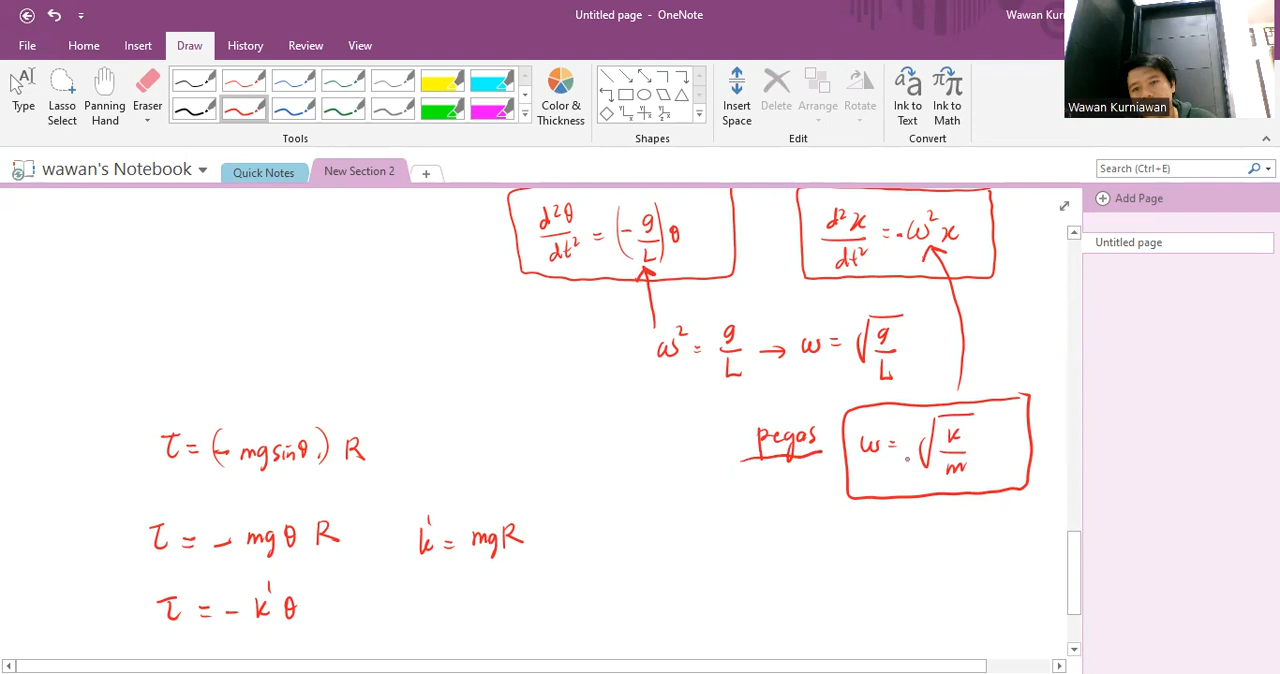 Untitled page - OneNote
Wawan Kurn
File Home Insert Draw History Review View
Type
Lasso Select
Panning Hand
Eraser
Color & Thickness
Insert Space
Delete
Arrange
Rotate
Ink to Text
Ink to Math
Tools
Shapes
Edit
Convert
Wawan Kurniawan
wawan's Notebook
Quick Notes
New Section 2
Search (Ctrl+E)
Add Page
Untitled page
d²θ/dt² = (-g/L) θ
d²x/dt² = -ω² x
ω² = g/L → ω = √(g/L)
pegas ω = √(k/m)
τ = (- mg sin θ.) R
τ = - mg θ R k' = mgR
τ = - k' θ